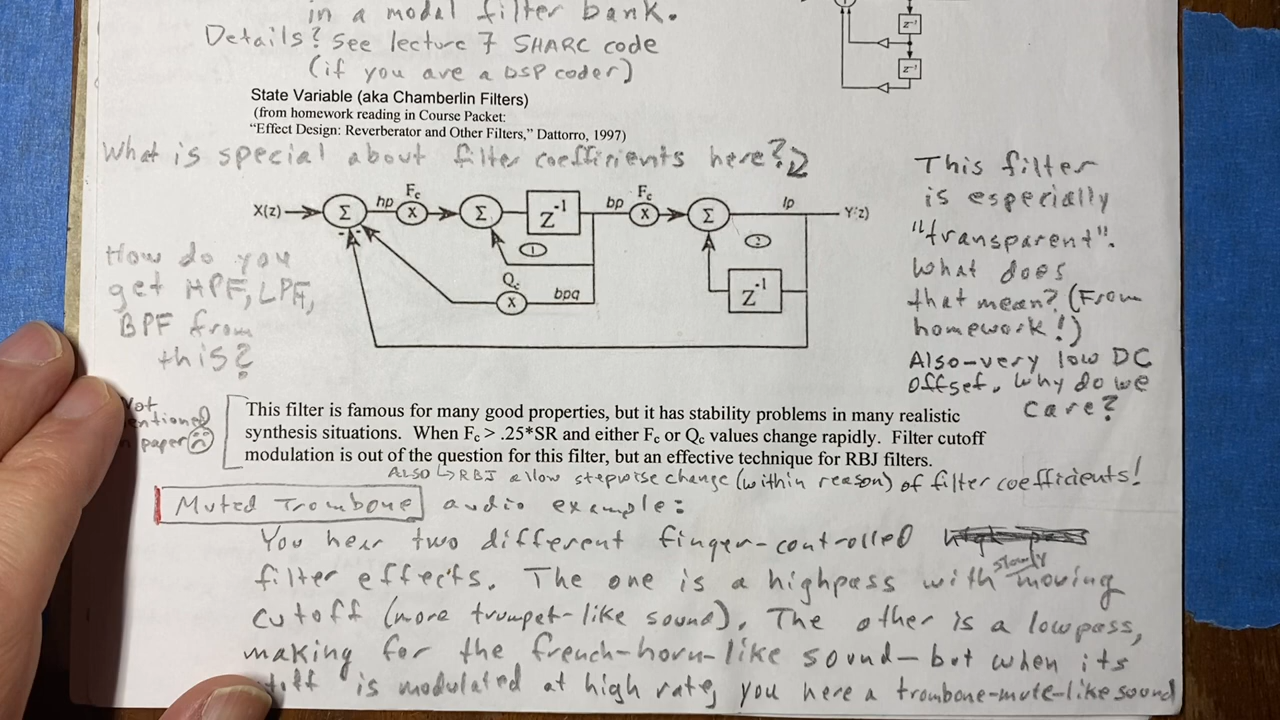 in a modal filter bank.
Details? See lecture 7 SHARC code
(if you are a DSP coder)
z⁻¹
z⁻¹
State Variable (aka Chamberlin Filters)
(from homework reading in Course Packet:
"Effect Design: Reverberator and Other Filters," Dattorro, 1997)
What is special about filter coefficients here?
X(z) Σ hp Fc X Σ Z⁻¹ bp Fc X Σ lp Y(z)
1 2
Qc X bpq Z⁻¹
How do you
get HPF, LPF,
BPF from
this?
This filter
is especially
"transparent".
What does
that mean? (From
homework!)
Also-very low DC
offset. Why do we
care?
Not
mentioned
paper
This filter is famous for many good properties, but it has stability problems in many realistic
synthesis situations. When Fc > .25*SR and either Fc or Qc values change rapidly. Filter cutoff
modulation is out of the question for this filter, but an effective technique for RBJ filters.
ALSO → RBJ allow stepwise change (within reason) of filter coefficients!
Muted Trombone audio example:
You hear two different finger-controlled
filter effects. The one is a highpass with slowly moving
cutoff (more trumpet-like sound). The other is a lowpass,
making for the french-horn-like sound-but when its
is modulated at high rate, you here a trombone-mute-like sound